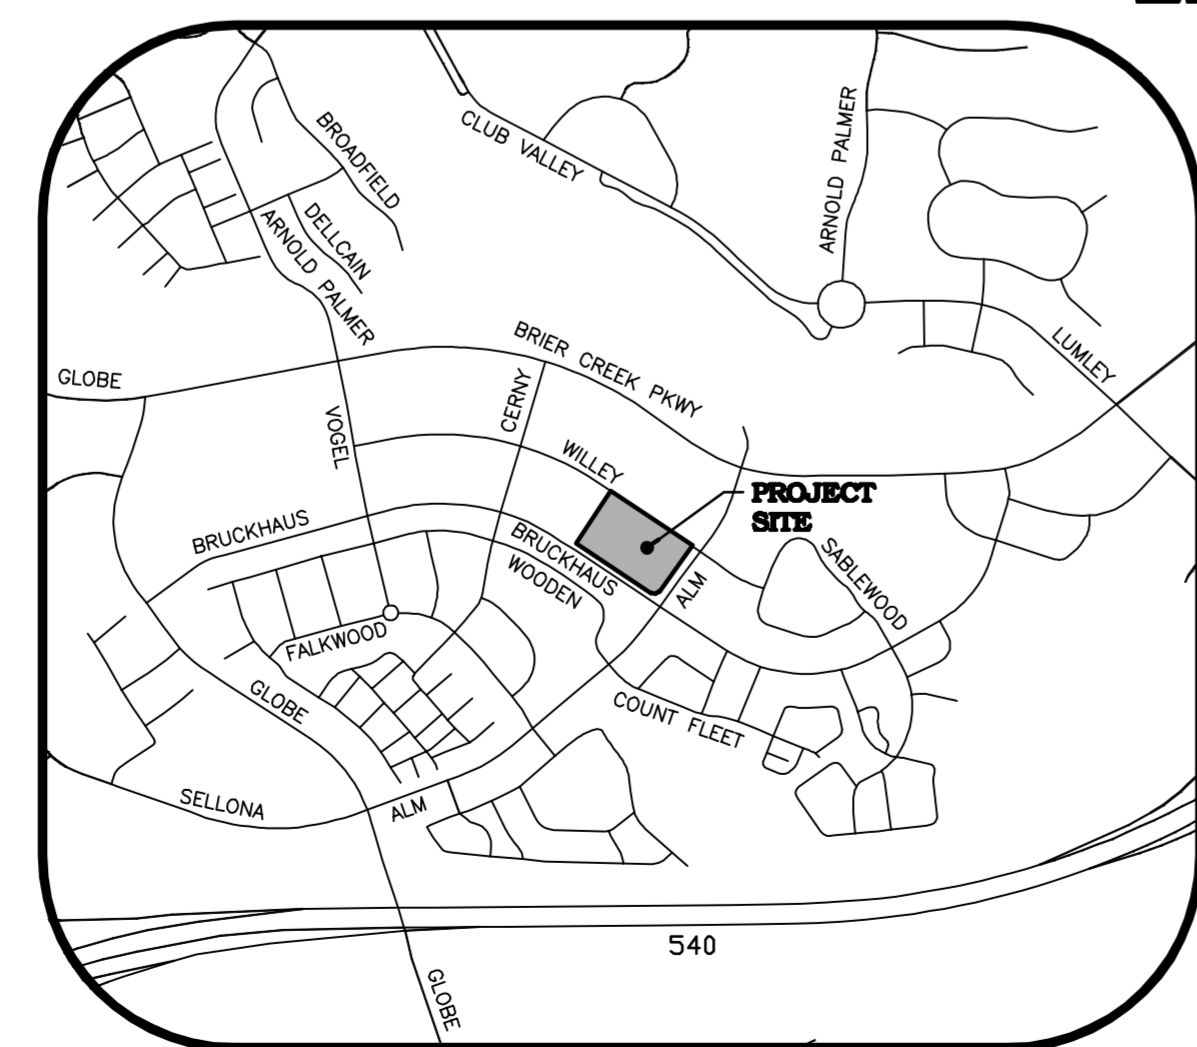 BROADFIELD
CLUB VALLEY
ARNOLD PALMER
DELLCAIN
ARNOLD PALMER
LUMLEY
BRIER CREEK PKWY
GLOBE
CERNY
VOGEL
WILLEY
PROJECT
SITE
BRUCKHAUS
BRUCKHAUS
WOODEN
ALM
SABLEWOOD
FALKWOOD
GLOBE
COUNT FLEET
SELLONA
ALM
540
GLOBE